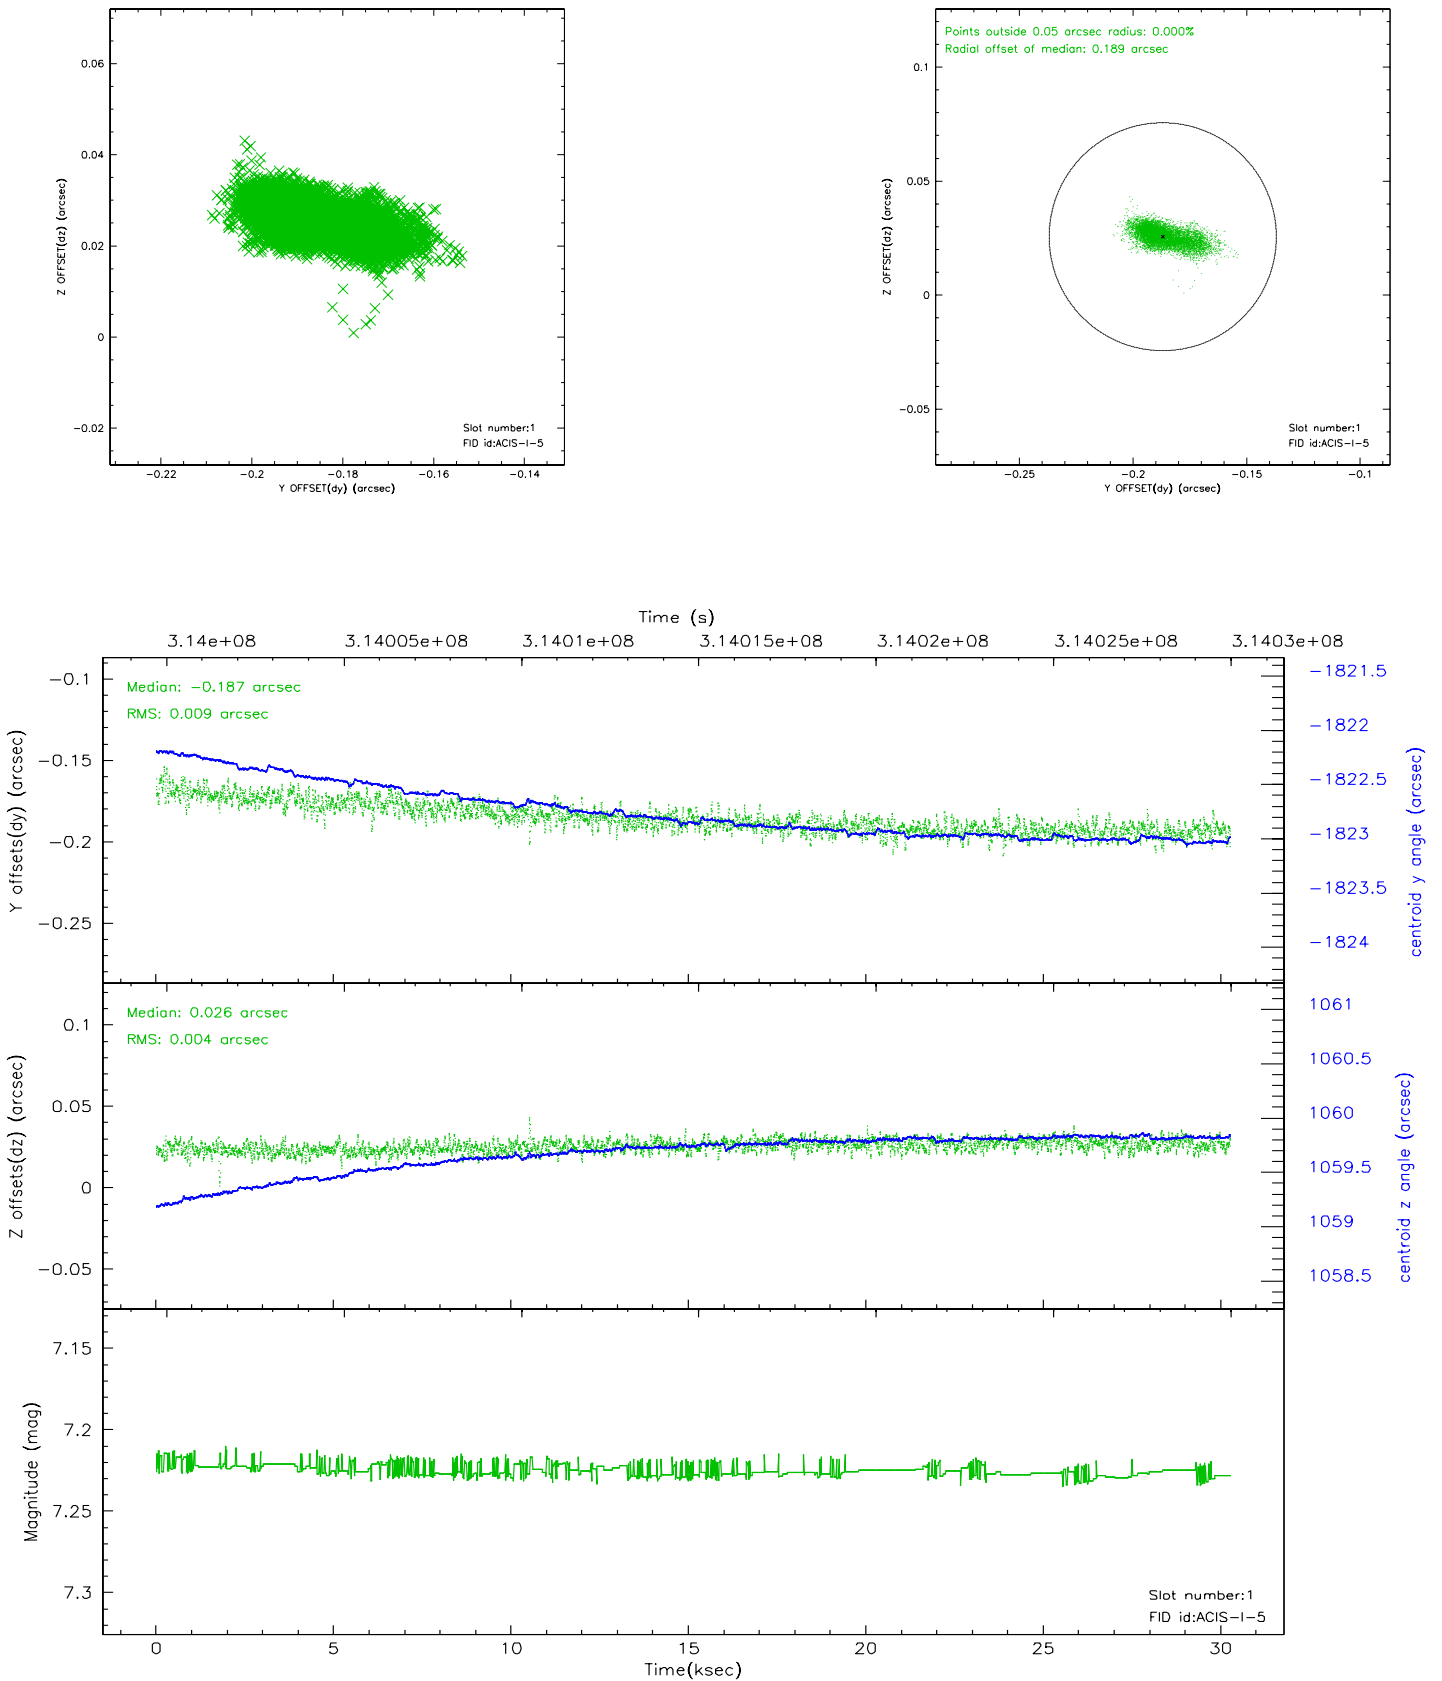 0.06
0.04
0.02
0
−0.02
Z OFFSET(dz) (arcsec)
Slot number:1
FID id:ACIS−I−5
−0.22 −0.2 −0.18 −0.16 −0.14
Y OFFSET(dy) (arcsec)
Points outside 0.05 arcsec radius: 0.000%
Radial offset of median: 0.189 arcsec
0.1
0.05
0
−0.05
Z OFFSET(dz) (arcsec)
Slot number:1
FID id:ACIS−I−5
−0.25 −0.2 −0.15 −0.1
Y OFFSET(dy) (arcsec)
Time (s)
3.14e+08 3.14005e+08 3.1401e+08 3.14015e+08 3.1402e+08 3.14025e+08 3.1403e+08
Median: −0.187 arcsec
RMS: 0.009 arcsec
−0.1
−0.15
−0.2
−0.25
Y offsets(dy) (arcsec)
−1821.5
−1822
−1822.5
−1823
−1823.5
−1824
centroid y angle (arcsec)
Median: 0.026 arcsec
RMS: 0.004 arcsec
0.1
0.05
0
−0.05
Z offsets(dz) (arcsec)
1061
1060.5
1060
1059.5
1059
1058.5
centroid z angle (arcsec)
7.15
7.2
7.25
7.3
Magnitude (mag)
Slot number:1
FID id:ACIS−I−5
0 5 10 15 20 25 30
Time(ksec)